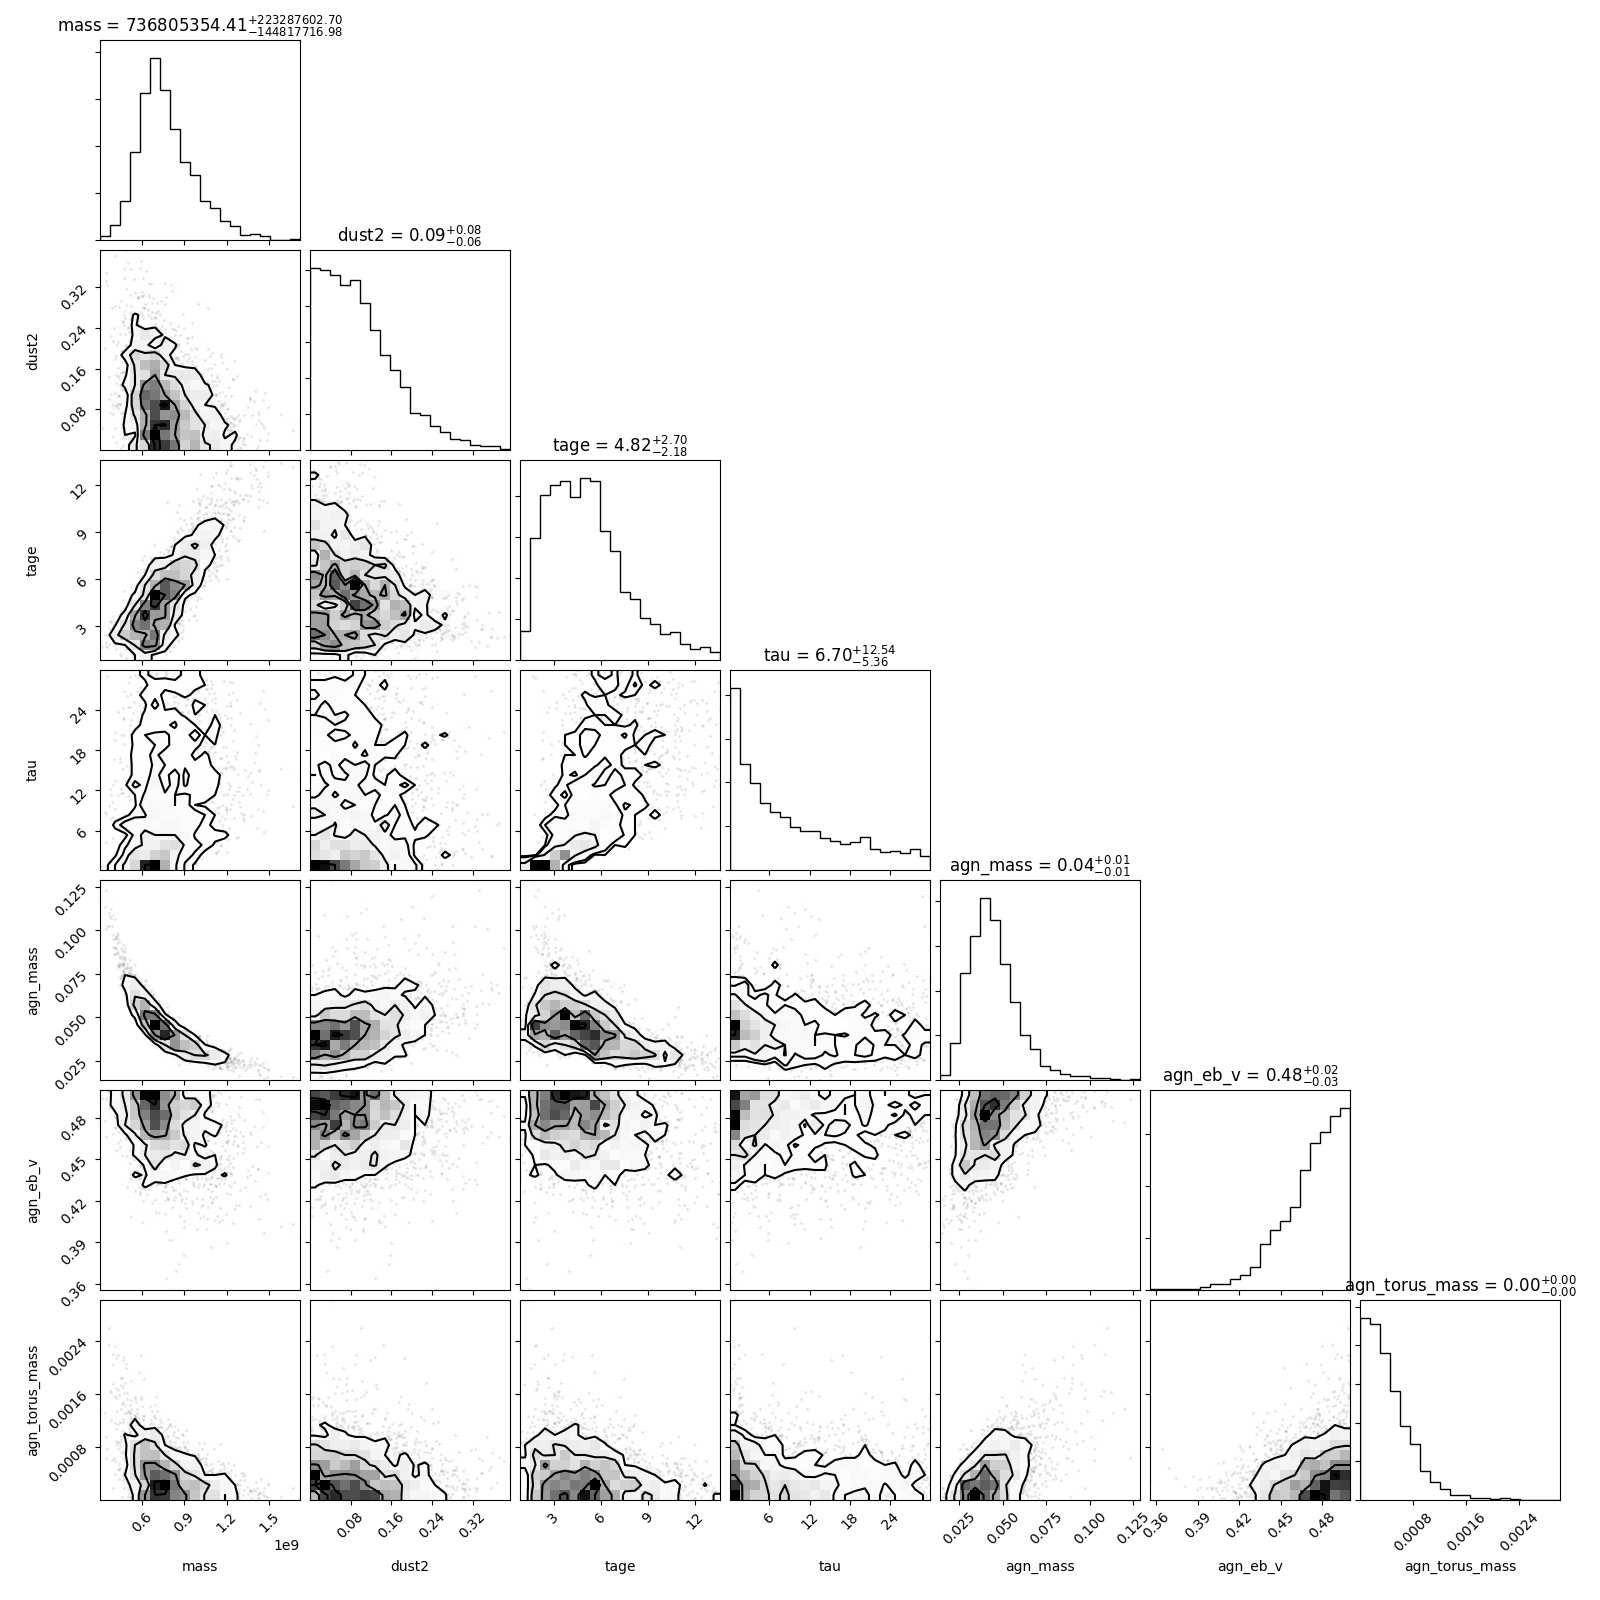 mass = 736805354.41 +223287602.70 −144817716.98
dust2 = 0.09 +0.08 −0.06
0.32
0.24
0.16
0.08
dust2
tage = 4.82 +2.70 −2.18
12
9
6
3
tage
tau = 6.70 +12.54 −5.36
24
18
12
6
tau
agn_mass = 0.04 +0.01 −0.01
0.125
0.100
0.075
0.050
0.025
agn_mass
agn_eb_v = 0.48 +0.02 −0.03
0.48
0.45
0.42
0.39
0.36
agn_eb_v
agn_torus_mass = 0.00 +0.00 −0.00
0.0024
0.0016
0.0008
agn_torus_mass
0.6 0.9 1.2 1.5 0.08 0.16 0.24 0.32 3 6 9 12 6 12 18 24 0.025 0.050 0.075 0.100 0.125 0.36 0.39 0.42 0.45 0.48 0.0008 0.0016 0.0024
1e9
mass dust2 tage tau agn_mass agn_eb_v agn_torus_mass